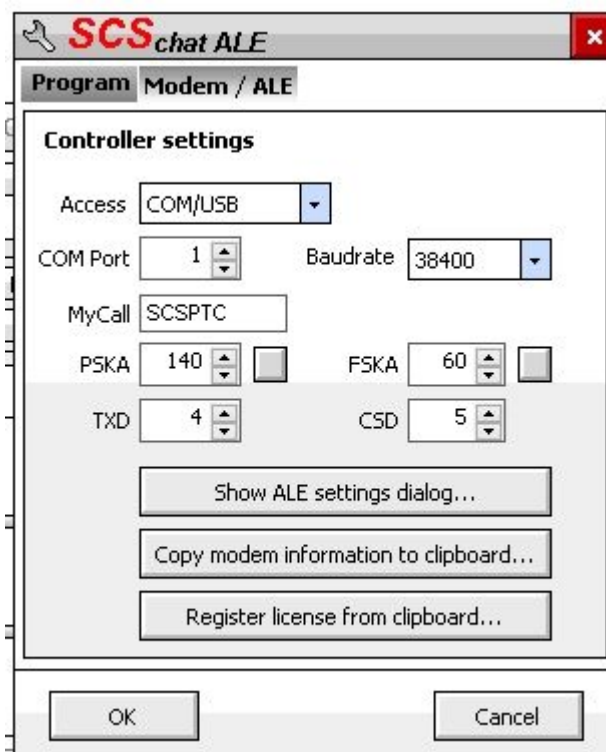 SCS chat ALE
Program Modem / ALE
Controller settings
Access COM/USB
COM Port 1 Baudrate 38400
MyCall SCSPTC
PSKA 140 FSKA 60
TXD 4 CSD 5
Show ALE settings dialog...
Copy modem information to clipboard...
Register license from clipboard...
OK Cancel